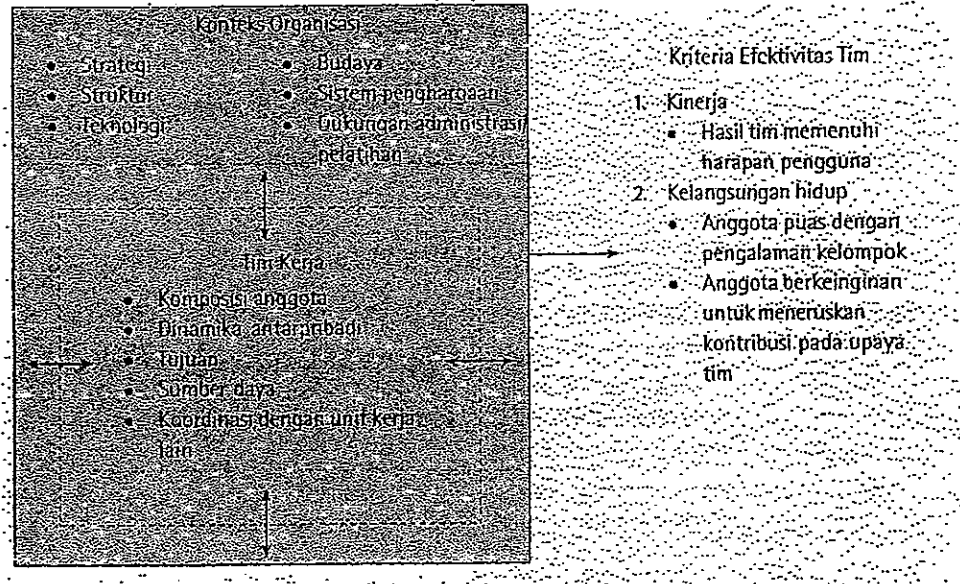 Konteks Organisasi
• Strategi
• Struktur
• Teknologi
• Budaya
• Sistem penghargaan
• Dukungan administrasi
pelatihan
Tim Kerja
• Komposisi anggota
• Dinamika antarpribadi
• Tujuan
• Sumber daya
• Koordinasi dengan unit kerja
lain
Kriteria Efektivitas Tim
1. Kinerja
• Hasil tim memenuhi
harapan pengguna
2. Kelangsungan hidup
• Anggota puas dengan
pengalaman kelompok
• Anggota berkeinginan
untuk meneruskan
kontribusi pada upaya
tim